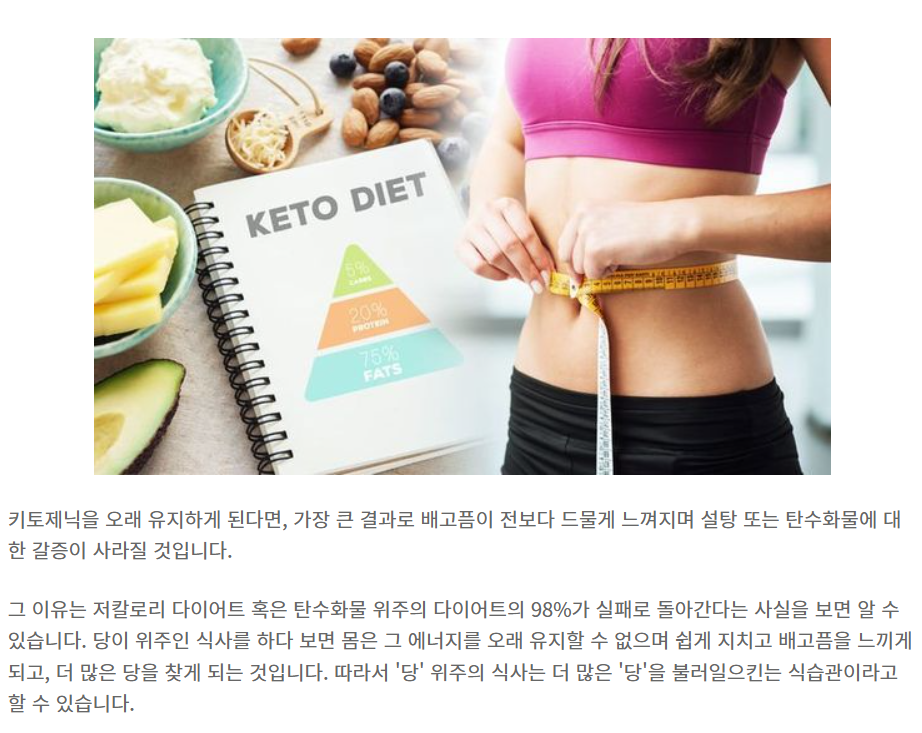 KETO DIET
5%
CARBS
20%
PROTEIN
75%
FATS
키토제닉을 오래 유지하게 된다면, 가장 큰 결과로 배고픔이 전보다 드물게 느껴지며 설탕 또는 탄수화물에 대
한 갈증이 사라질 것입니다.
그 이유는 저칼로리 다이어트 혹은 탄수화물 위주의 다이어트의 98%가 실패로 돌아간다는 사실을 보면 알 수
있습니다. 당이 위주인 식사를 하다 보면 몸은 그 에너지를 오래 유지할 수 없으며 쉽게 지치고 배고픔을 느끼게
되고, 더 많은 당을 찾게 되는 것입니다. 따라서 '당' 위주의 식사는 더 많은 '당'을 불러일으킨는 식습관이라고
할 수 있습니다.